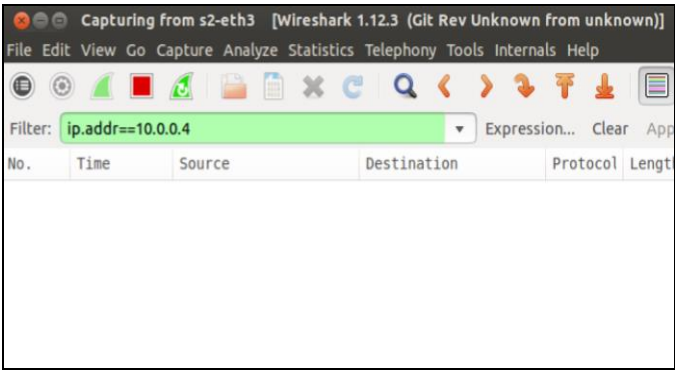 Capturing from s2-eth3 [Wireshark 1.12.3 (Git Rev Unknown from unknown)]
File Edit View Go Capture Analyze Statistics Telephony Tools Internals Help
Filter: ip.addr==10.0.0.4 Expression... Clear App
No. Time Source Destination Protocol Lengt